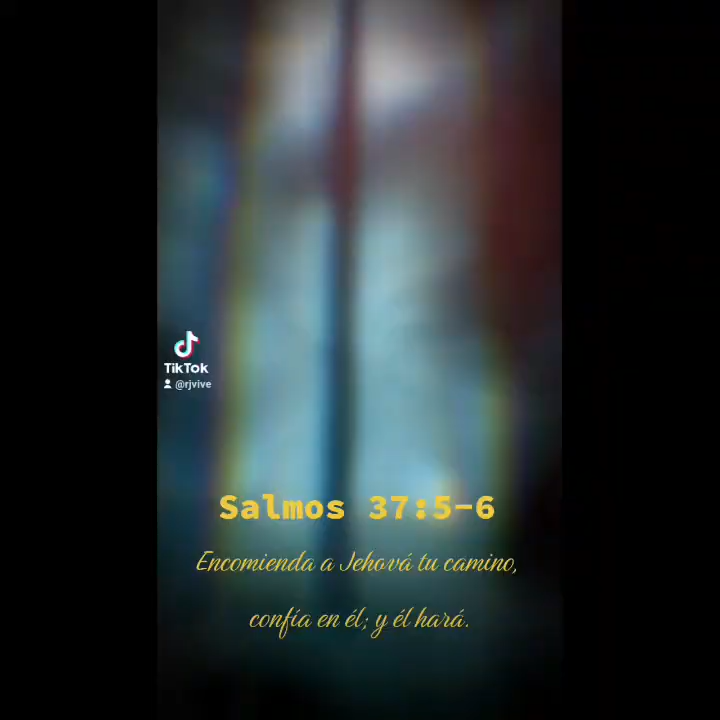 TikTok
@rjvive
Salmos 37:5-6
Encomienda a Jehová tu camino,
confía en él; y él hará.